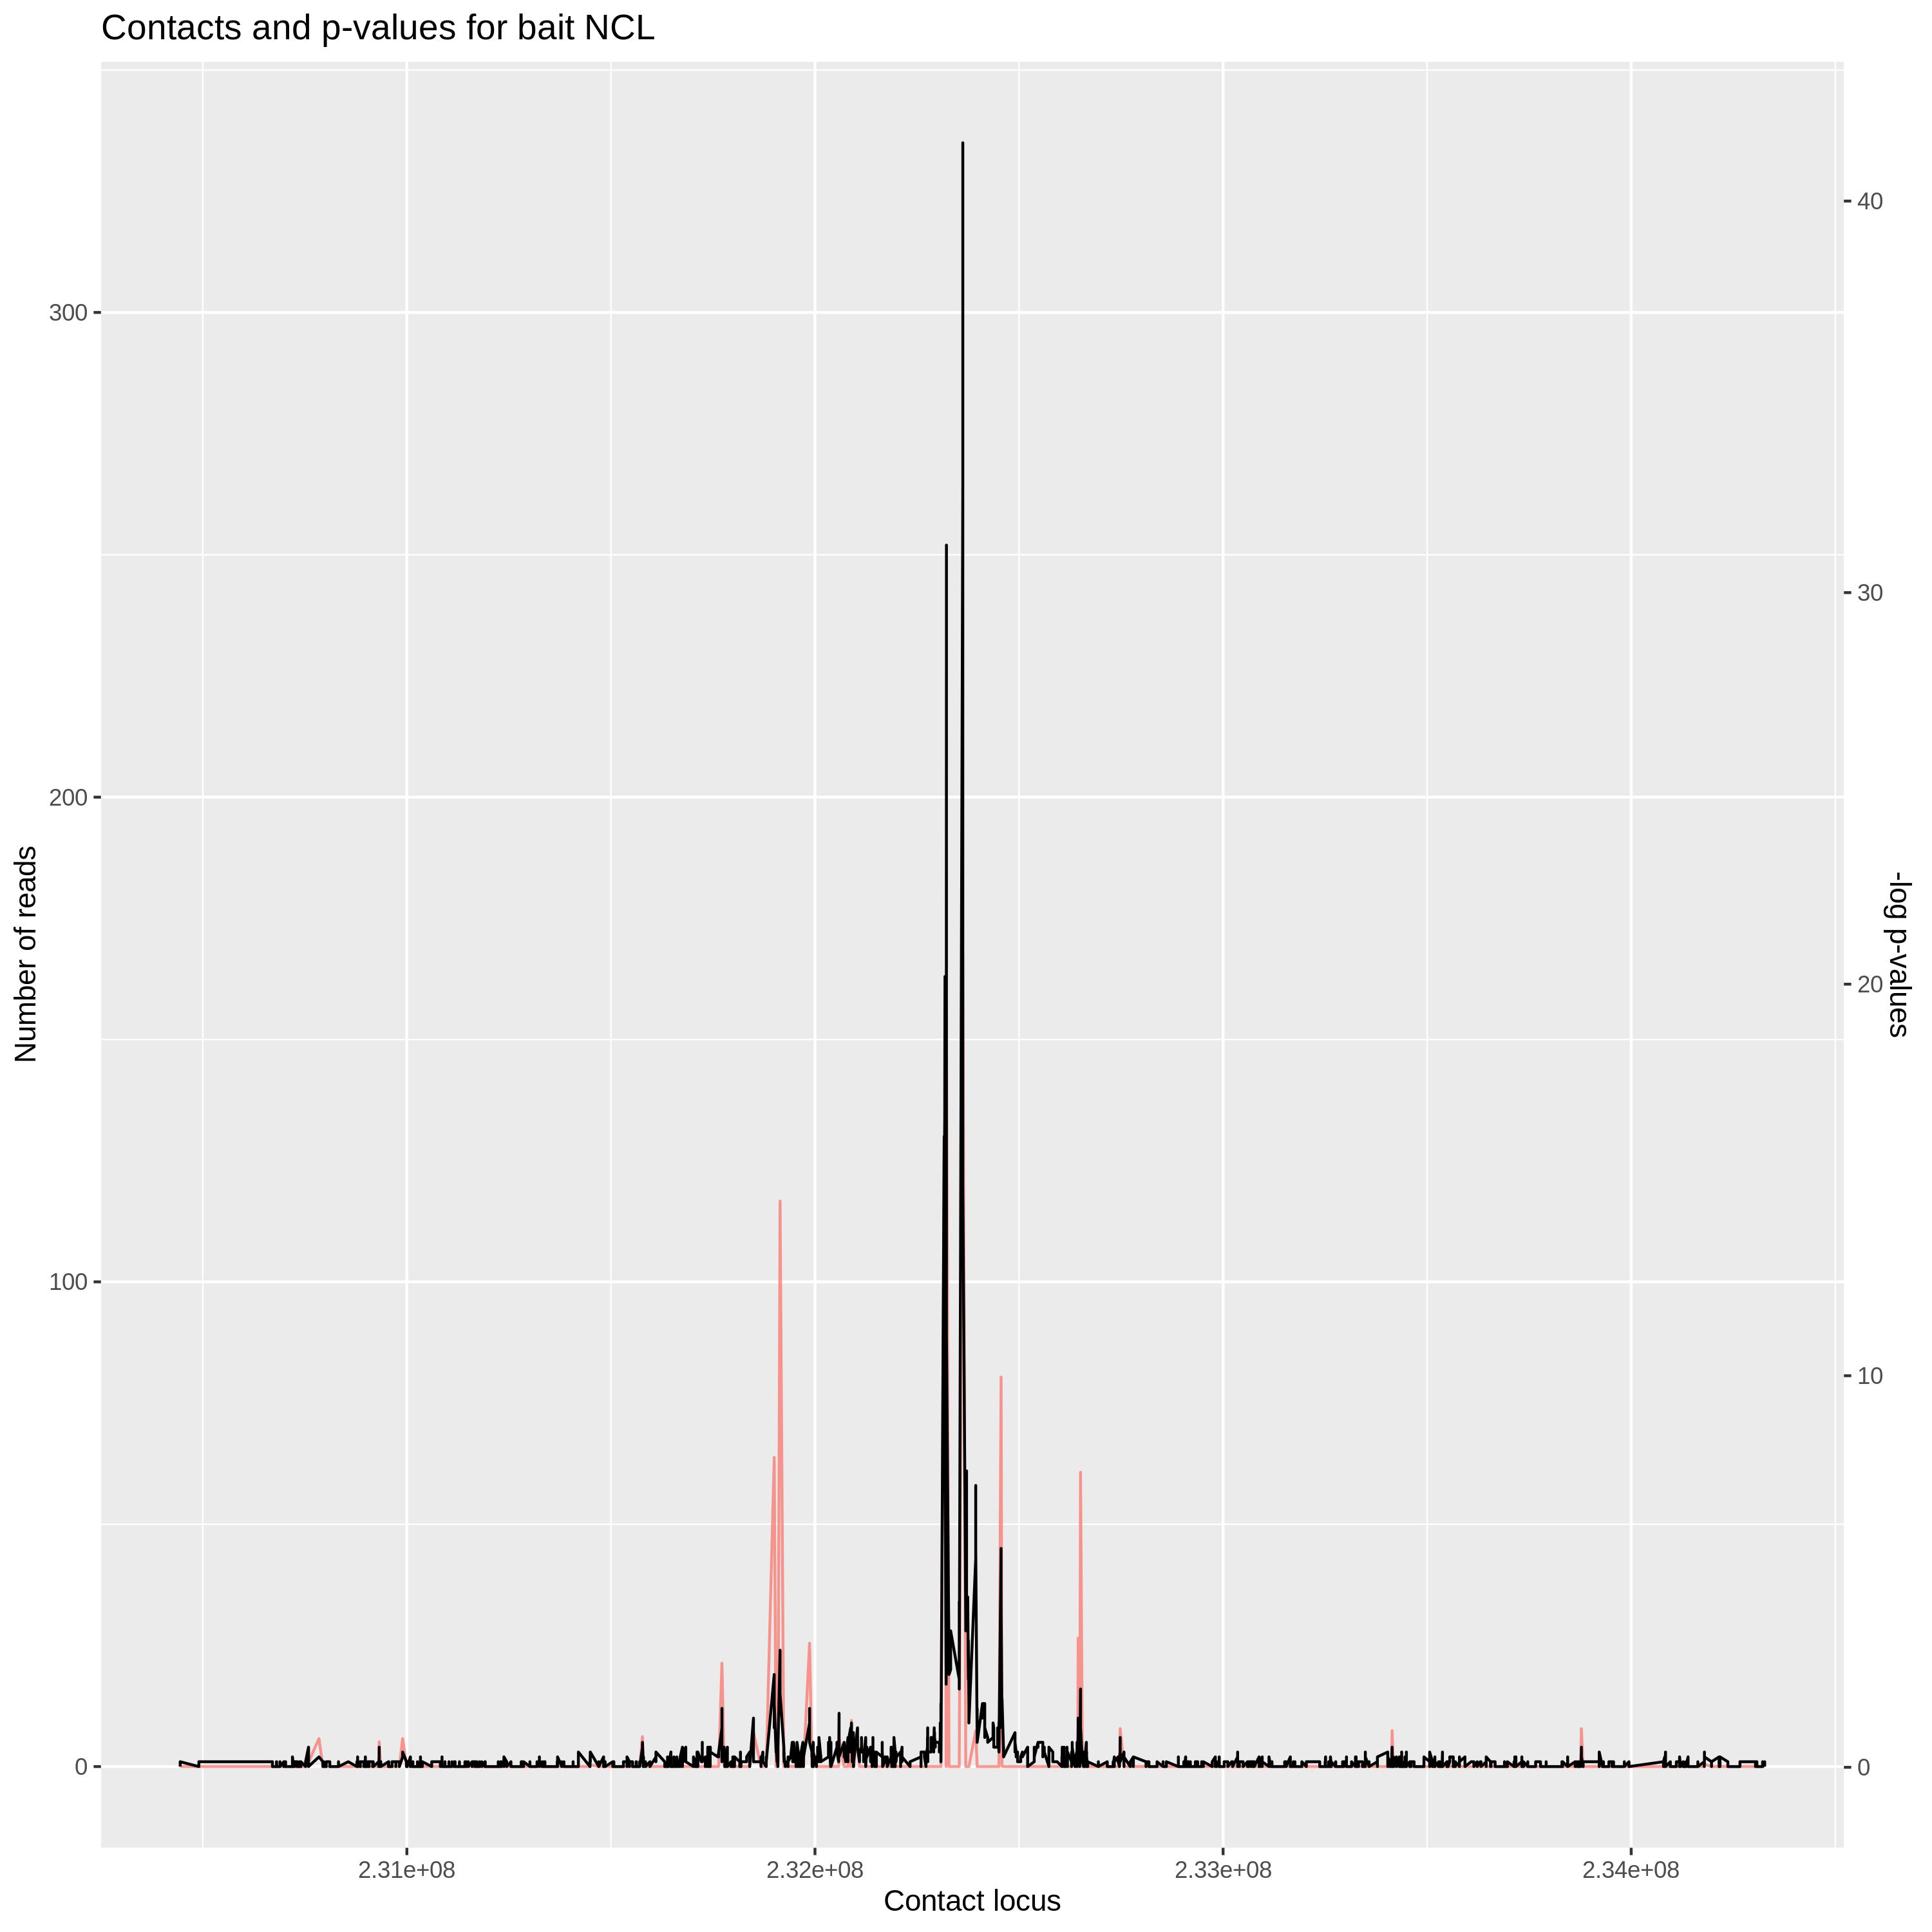 Contacts and p-values for bait NCL
Number of reads
300
200
100
0
40
30
20
10
0
-log p-values
2.31e+08
2.32e+08
2.33e+08
2.34e+08
Contact locus